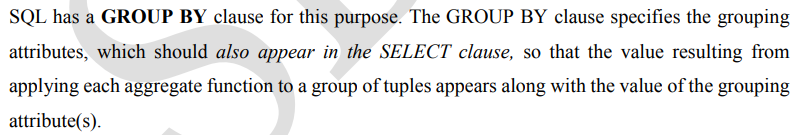 SQL has a GROUP BY clause for this purpose. The GROUP BY clause specifies the grouping
attributes, which should also appear in the SELECT clause, so that the value resulting from
applying each aggregate function to a group of tuples appears along with the value of the grouping
attribute(s).